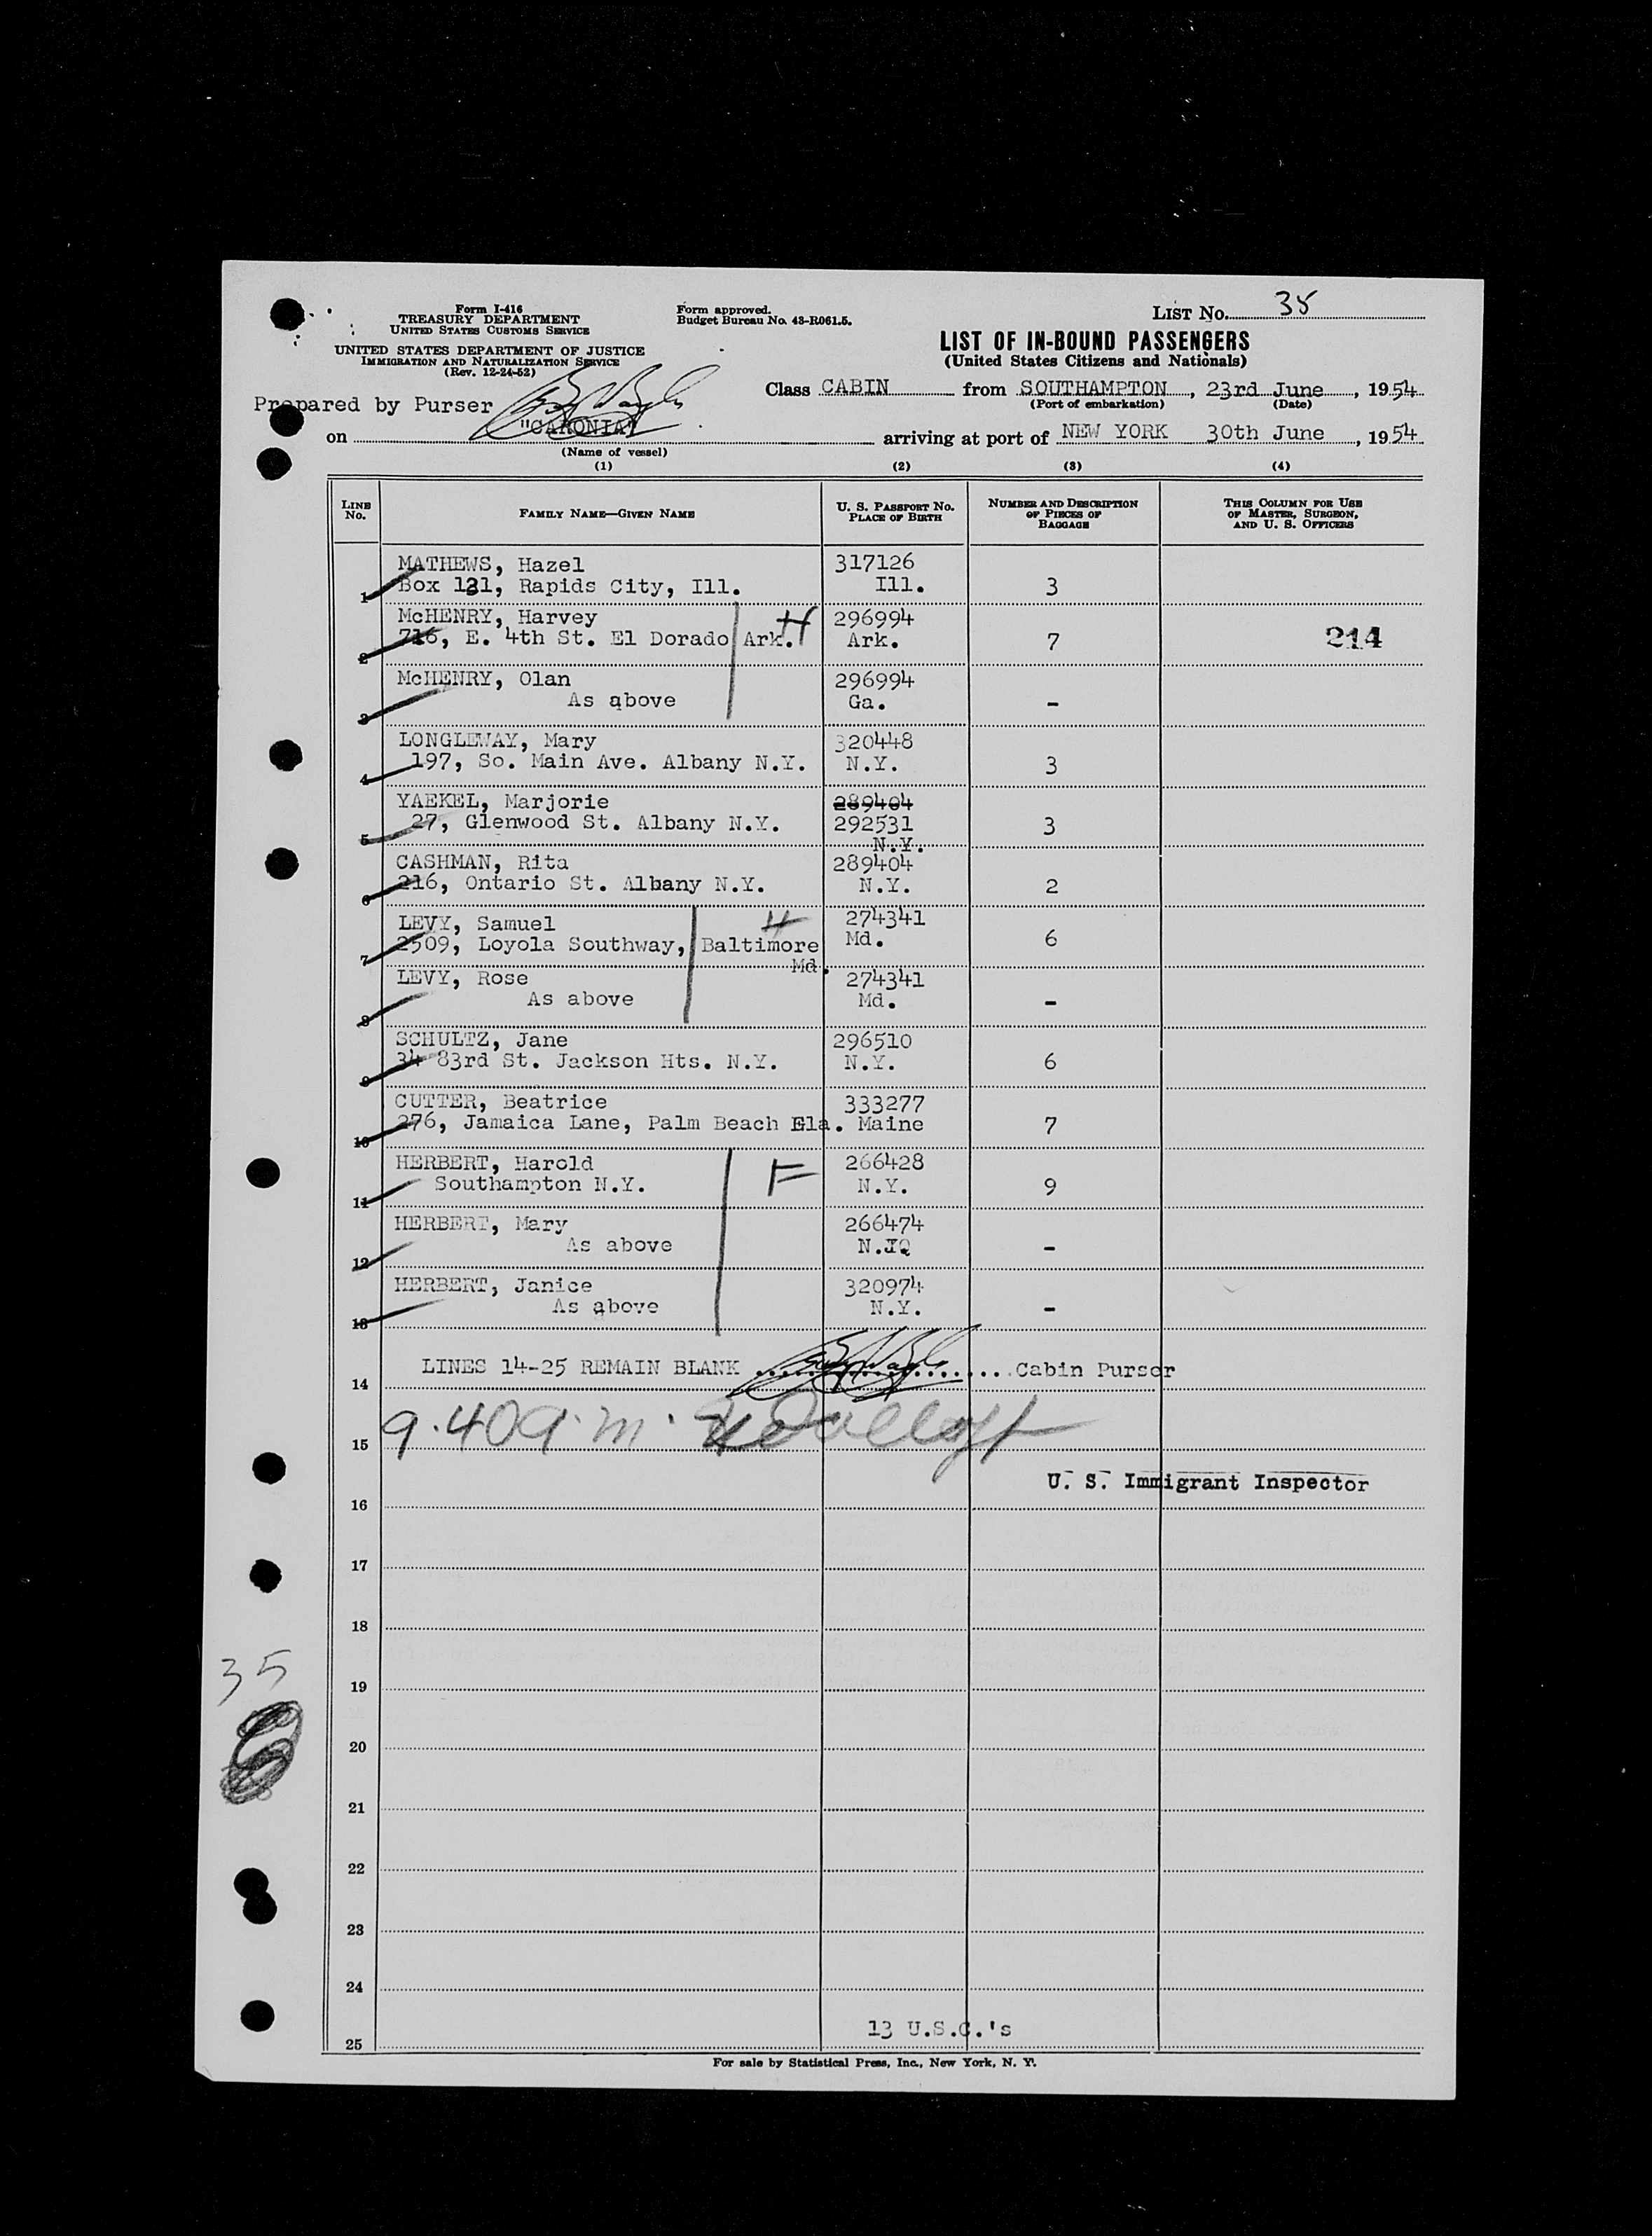 Form I-416
TREASURY DEPARTMENT
UNITED STATES CUSTOMS SERVICE
UNITED STATES DEPARTMENT OF JUSTICE
IMMIGRATION AND NATURALIZATION SERVICE
(Rev. 12-24-52)
Form approved.
Budget Bureau No. 43-R061.5.
LIST No. 35
LIST OF IN-BOUND PASSENGERS
(United States Citizens and Nationals)
Class CABIN from SOUTHAMPTON, 23rd June, 1954
(Port of embarkation) (Date)
Prepared by Purser
on "CARONIA" arriving at port of NEW YORK 30th June, 1954
(Name of vessel)
(1) (2) (3) (4)
LINE No. FAMILY NAME—GIVEN NAME U. S. PASSPORT No. PLACE OF BIRTH NUMBER AND DESCRIPTION OF PIECES OF BAGGAGE THIS COLUMN FOR USE OF MASTER, SURGEON, AND U. S. OFFICERS
MATHEWS, Hazel 317126
1 Box 131, Rapids City, Ill. Ill. 3
McHENRY, Harvey H 296994
2 716, E. 4th St. El Dorado Ark. Ark. 7 214
McHENRY, Olan 296994
3 As above Ga. -
LONGLEWAY, Mary 320448
4 197, So. Main Ave. Albany N.Y. N.Y. 3
YAEKEL, Marjorie 289404
5 27, Glenwood St. Albany N.Y. 292531 3
N.Y.
CASHMAN, Rita 289404
6 216, Ontario St. Albany N.Y. N.Y. 2
LEVY, Samuel H 274341
7 2509, Loyola Southway, Baltimore Md. Md. 6
LEVY, Rose 274341
8 As above Md. -
SCHULTZ, Jane 296510
9 34 83rd St. Jackson Hts. N.Y. N.Y. 6
CUTTER, Beatrice 333277
10 276, Jamaica Lane, Palm Beach Fla. Maine 7
HERBERT, Harold F 266428
11 Southampton N.Y. N.Y. 9
HERBERT, Mary 266474
12 As above -
HERBERT, Janice 320974
13 As above N.Y. -
14 LINES 14-25 REMAIN BLANK Cabin Purser
15 9.40 a.m.
U. S. Immigrant Inspector
16
17
18
35
19
20
21
22
23
24
13 U.S.C.'s
25
For sale by Statistical Press, Inc., New York, N. Y.